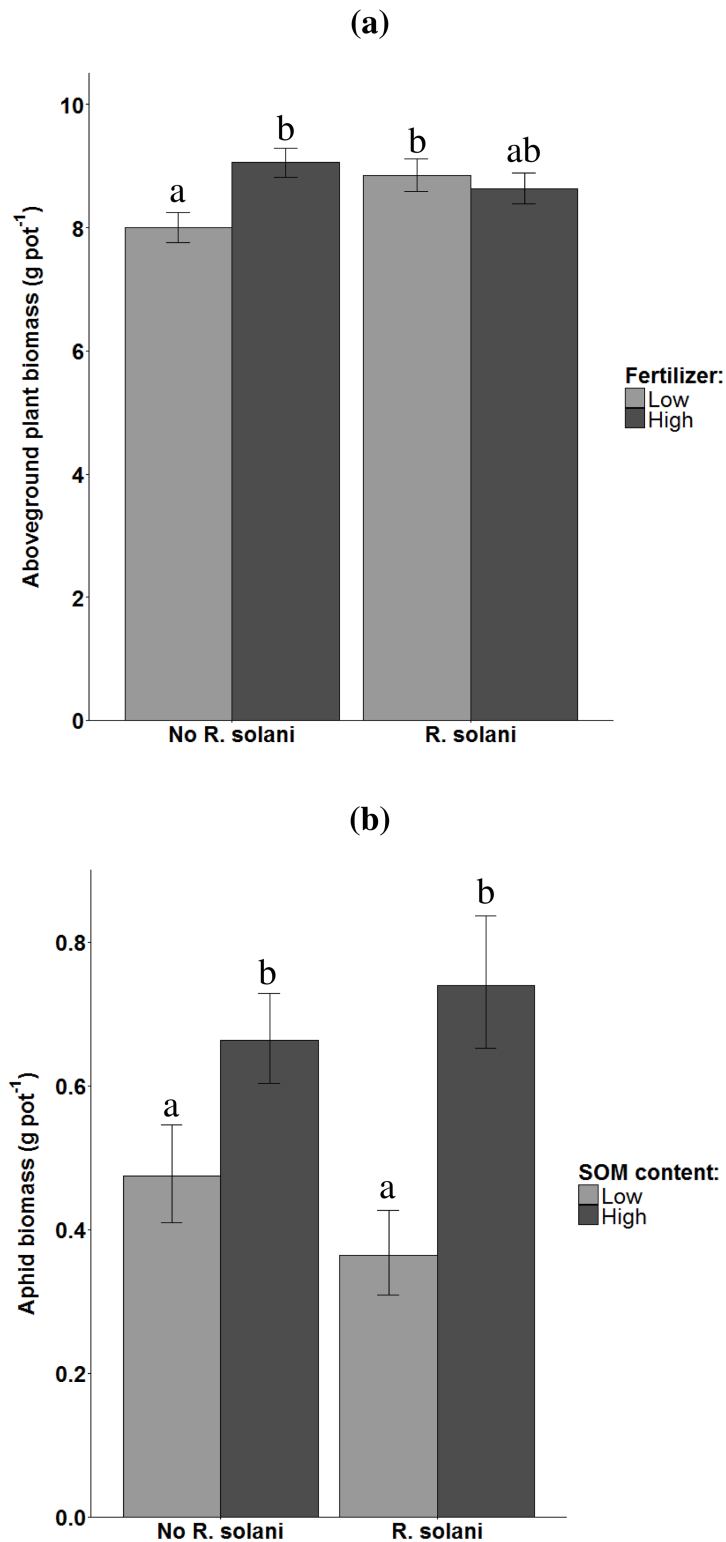 (a)
Aboveground plant biomass (g pot-1)
10
8
6
4
2
0
a
b
b
ab
No R. solani
R. solani
Fertilizer:
Low
High
(b)
Aphid biomass (g pot-1)
0.8
0.6
0.4
0.2
0.0
a
b
a
b
No R. solani
R. solani
SOM content:
Low
High